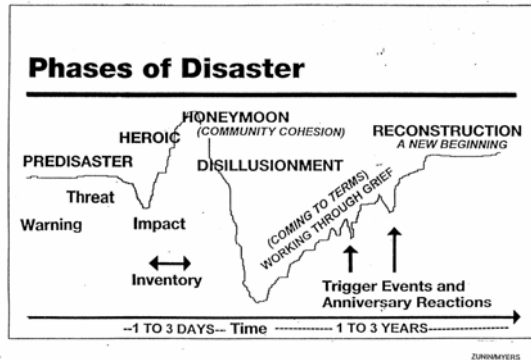 Phases of Disaster
HONEYMOON
(COMMUNITY COHESION)
HEROIC
RECONSTRUCTION
A NEW BEGINNING
PREDISASTER
DISILLUSIONMENT
Threat
Warning
Impact
(COMING TO TERMS)
WORKING THROUGH GRIEF
Inventory
Trigger Events and
Anniversary Reactions
--1 TO 3 DAYS-- Time ---------- 1 TO 3 YEARS--------------
ZUNIN/MYERS